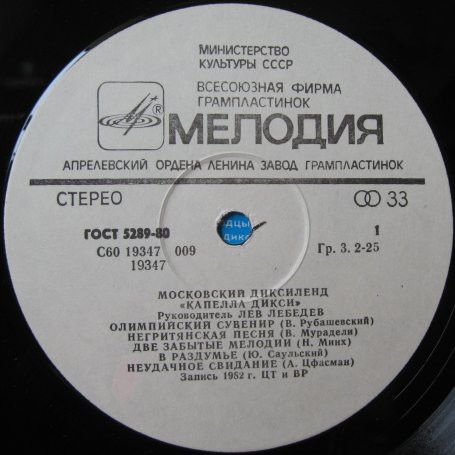 МИНИСТЕРСТВО
КУЛЬТУРЫ СССР
ВСЕСОЮЗНАЯ ФИРМА
ГРАМПЛАСТИНОК
®
МЕЛОДИЯ
АПРЕЛЕВСКИЙ ОРДЕНА ЛЕНИНА ЗАВОД ГРАМПЛАСТИНОК
СТЕРЕО 33
ГОСТ 5289-80 1
С60 19347 009 Гр. 3. 2-25
19347
МОСКОВСКИЙ ДИКСИЛЕНД
«КАПЕЛЛА ДИКСИ»
Руководитель ЛЕВ ЛЕБЕДЕВ
ОЛИМПИЙСКИЙ СУВЕНИР (В. Рубашевский)
НЕГРИТЯНСКАЯ ПЕСНЯ (В. Мурадели)
ДВЕ ЗАБЫТЫЕ МЕЛОДИИ (Н. Минх)
В РАЗДУМЬЕ (Ю. Саульский)
НЕУДАЧНОЕ СВИДАНИЕ (А. Цфасман)
Запись 1952 г. ЦТ и ВР